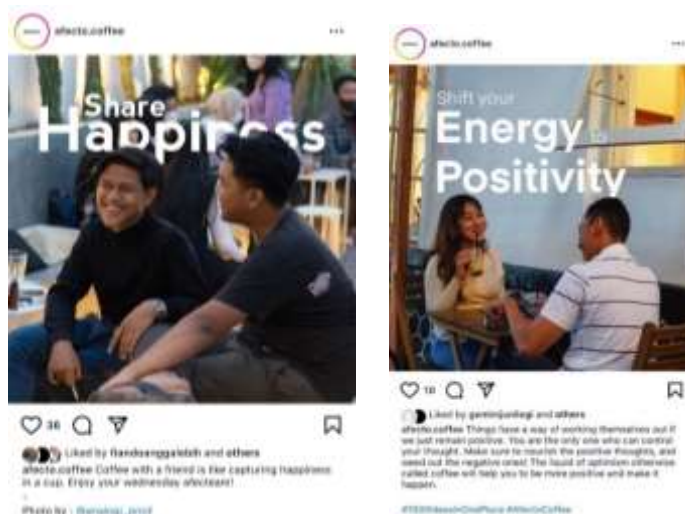 afecto.coffee
Share
Happiness
36
Liked by and others
afecto.coffee Coffee with a friend is like capturing happiness
in a cup. Enjoy your wednesday afecteam!
Photo by :
afecto.coffee
Shift your
Energy to
Positivity
Liked by and others
afecto.coffee Things have a way of working themselves out if
we just remain positive. You are the only one who can control
your thought. Make sure to nourish the positive thoughts, and
weed out the negative ones! The liquid of optimism otherwise
called coffee will help you to be more positive and make it
happen.